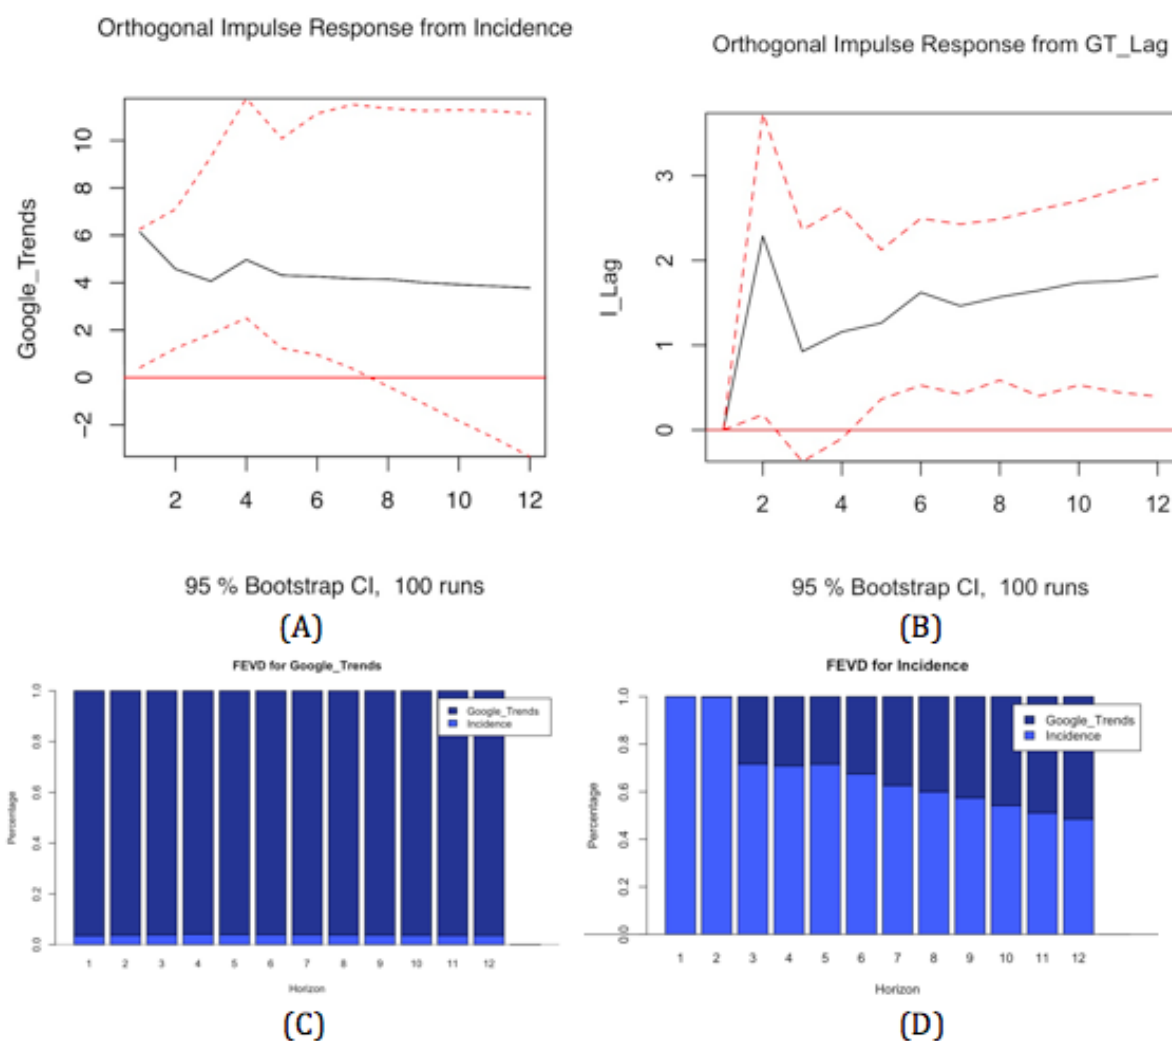 Orthogonal Impulse Response from Incidence
Google_Trends
10
8
6
4
2
0
−2
2 4 6 8 10 12
95 % Bootstrap CI, 100 runs
(A)
Orthogonal Impulse Response from GT_Lag
I_Lag
3
2
1
0
2 4 6 8 10 12
95 % Bootstrap CI, 100 runs
(B)
FEVD for Google_Trends
Google_Trends
Incidence
Percentage
1.0
0.8
0.6
0.4
0.2
0.0
1 2 3 4 5 6 7 8 9 10 11 12
Horizon
(C)
FEVD for Incidence
Google_Trends
Incidence
Percentage
1.0
0.8
0.6
0.4
0.2
0.0
1 2 3 4 5 6 7 8 9 10 11 12
Horizon
(D)